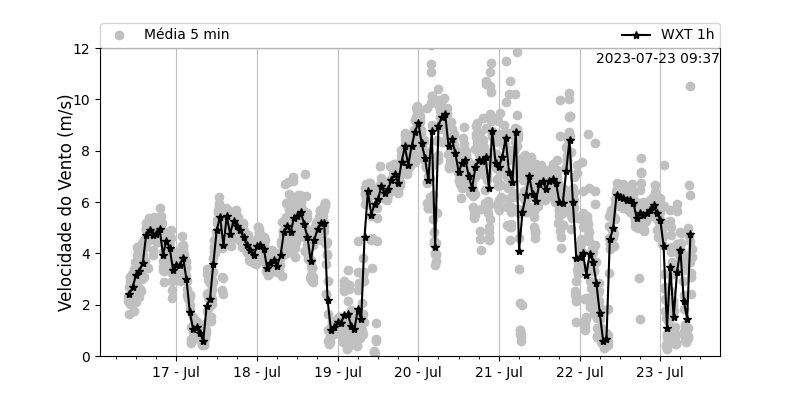 Média 5 min
WXT 1h
2023-07-23 09:37
Velocidade do Vento (m/s)
12
10
8
6
4
2
0
17 - Jul
18 - Jul
19 - Jul
20 - Jul
21 - Jul
22 - Jul
23 - Jul